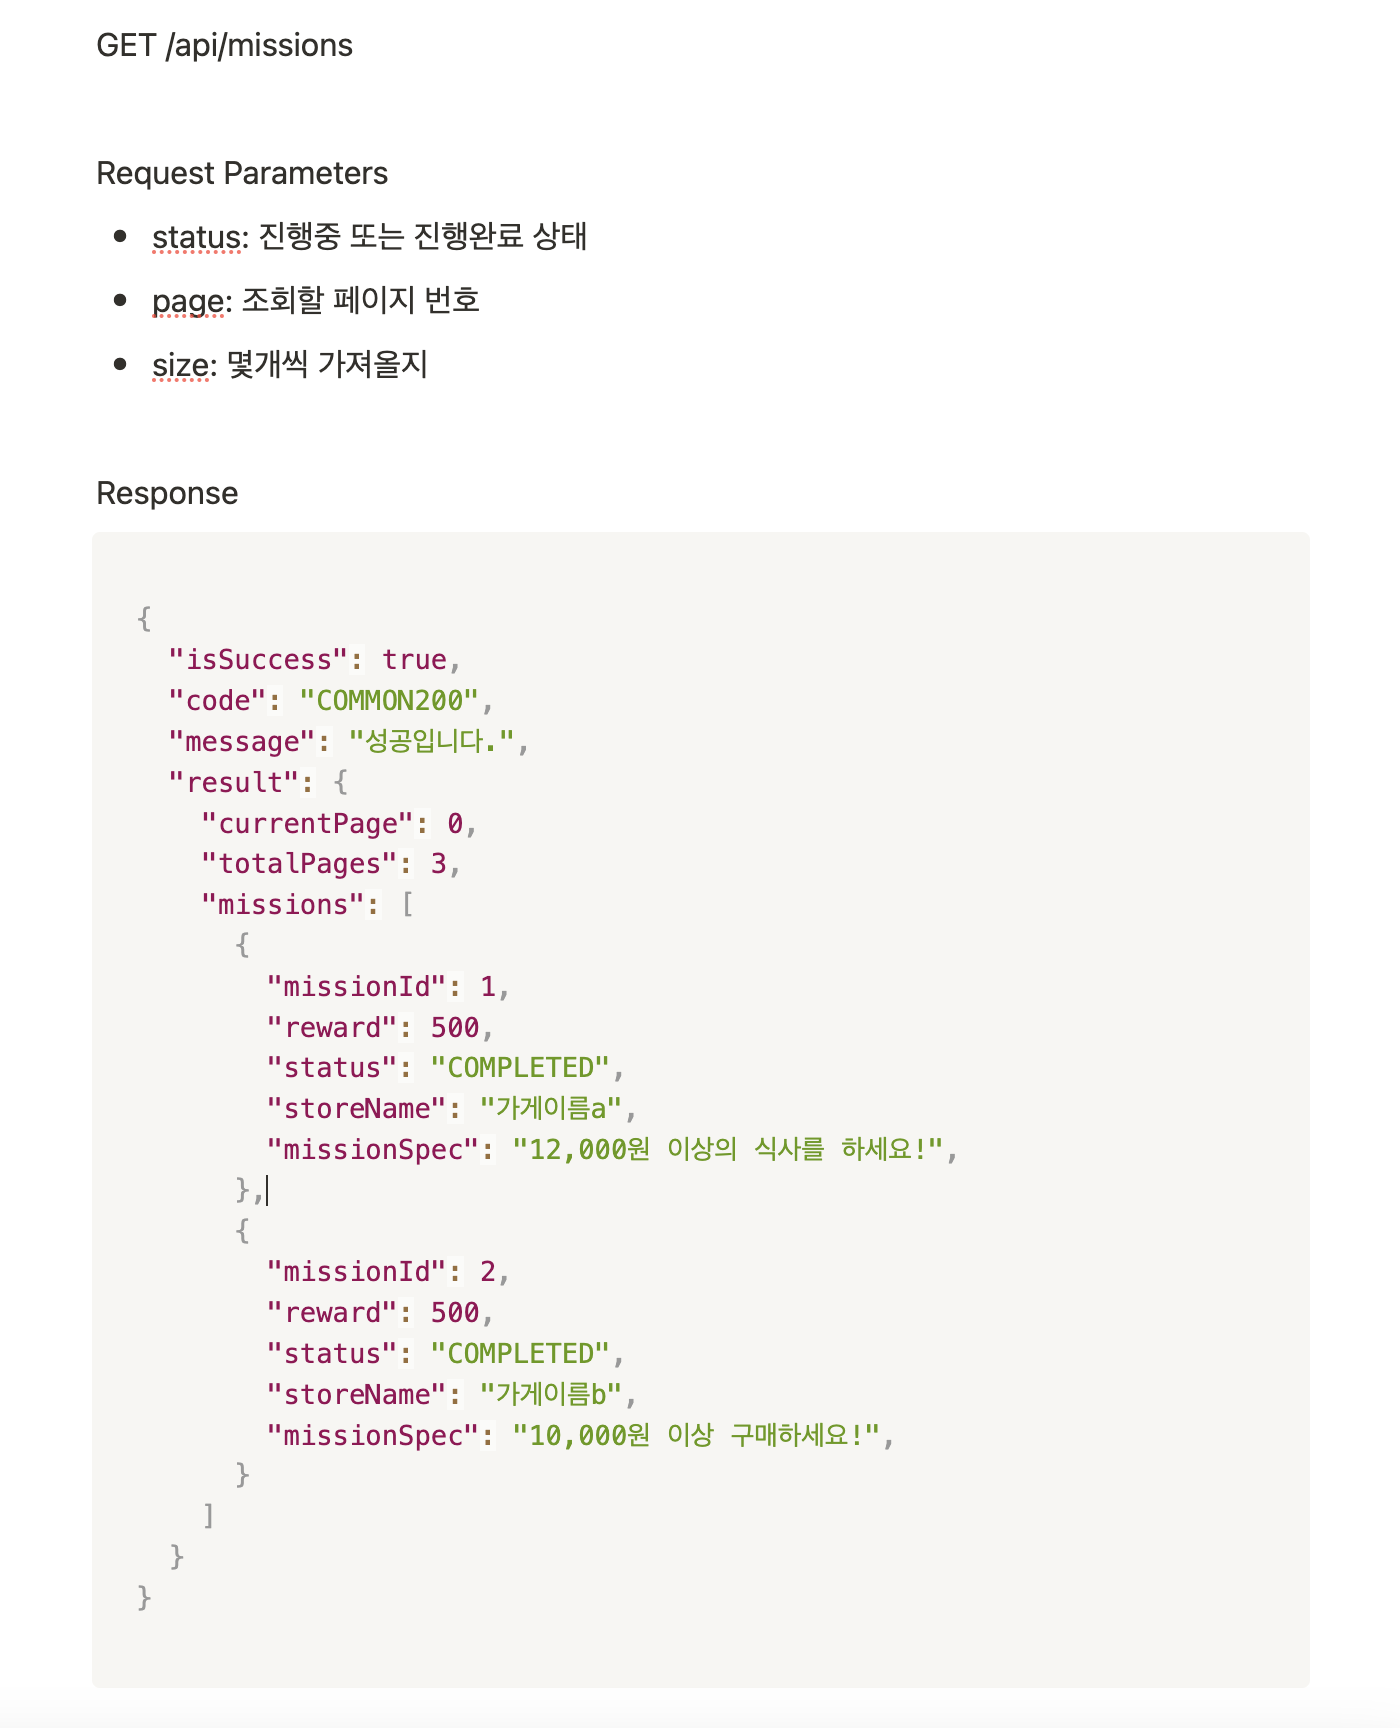 GET /api/missions
Request Parameters
• status: 진행중 또는 진행완료 상태
• page: 조회할 페이지 번호
• size: 몇개씩 가져올지
Response
{
  "isSuccess": true,
  "code": "COMMON200",
  "message": "성공입니다.",
  "result": {
    "currentPage": 0,
    "totalPages": 3,
    "missions": [
      {
        "missionId": 1,
        "reward": 500,
        "status": "COMPLETED",
        "storeName": "가게이름a",
        "missionSpec": "12,000원 이상의 식사를 하세요!",
      },
      {
        "missionId": 2,
        "reward": 500,
        "status": "COMPLETED",
        "storeName": "가게이름b",
        "missionSpec": "10,000원 이상 구매하세요!",
      }
    ]
  }
}